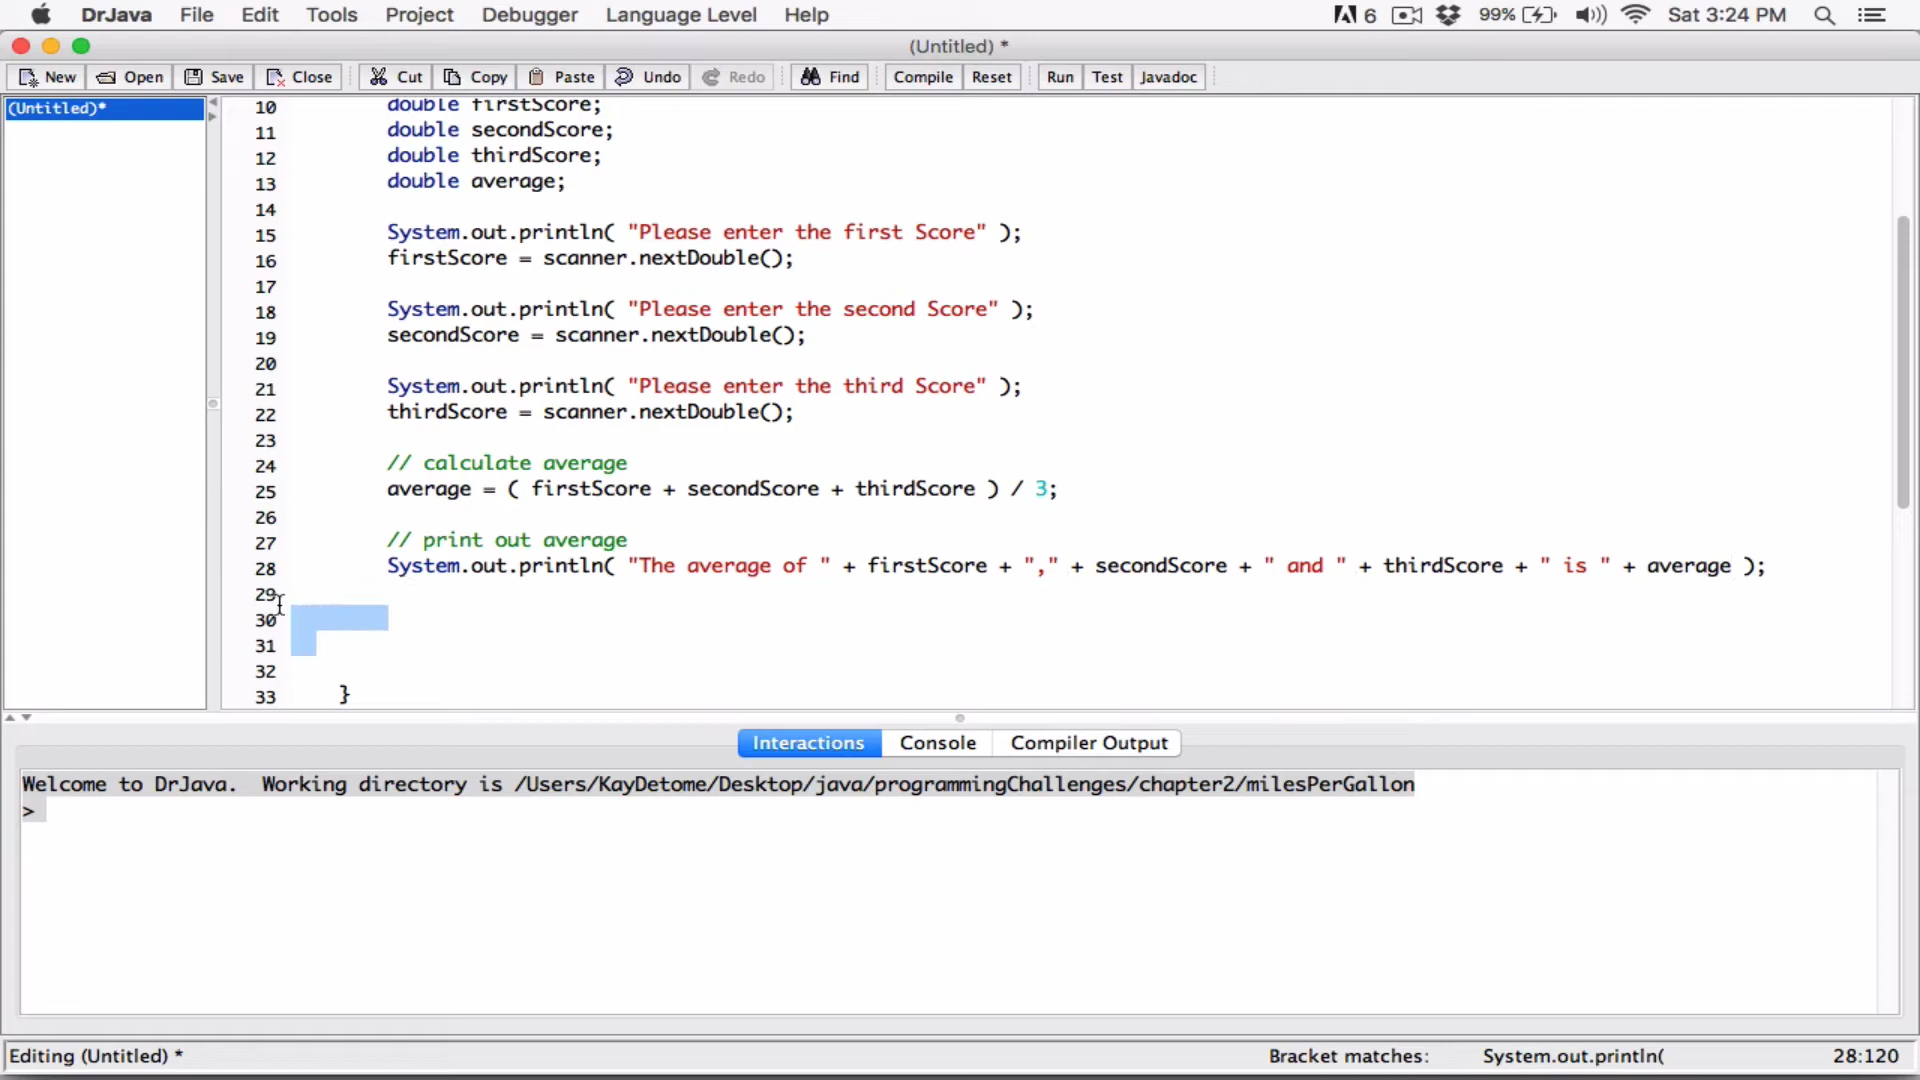 DrJava File Edit Tools Project Debugger Language Level Help 6 99% Sat 3:24 PM
(Untitled) *
New Open Save Close Cut Copy Paste Undo Redo Find Compile Reset Run Test Javadoc
(Untitled)*
10 double firstScore;
11 double secondScore;
12 double thirdScore;
13 double average;
14
15 System.out.println( "Please enter the first Score" );
16 firstScore = scanner.nextDouble();
17
18 System.out.println( "Please enter the second Score" );
19 secondScore = scanner.nextDouble();
20
21 System.out.println( "Please enter the third Score" );
22 thirdScore = scanner.nextDouble();
23
24 // calculate average
25 average = ( firstScore + secondScore + thirdScore ) / 3;
26
27 // print out average
28 System.out.println( "The average of " + firstScore + "," + secondScore + " and " + thirdScore + " is " + average );
29
30
31
32
33 }
Interactions Console Compiler Output
Welcome to DrJava.  Working directory is /Users/KayDetome/Desktop/java/programmingChallenges/chapter2/milesPerGallon
>
Editing (Untitled) * Bracket matches: System.out.println( 28:120